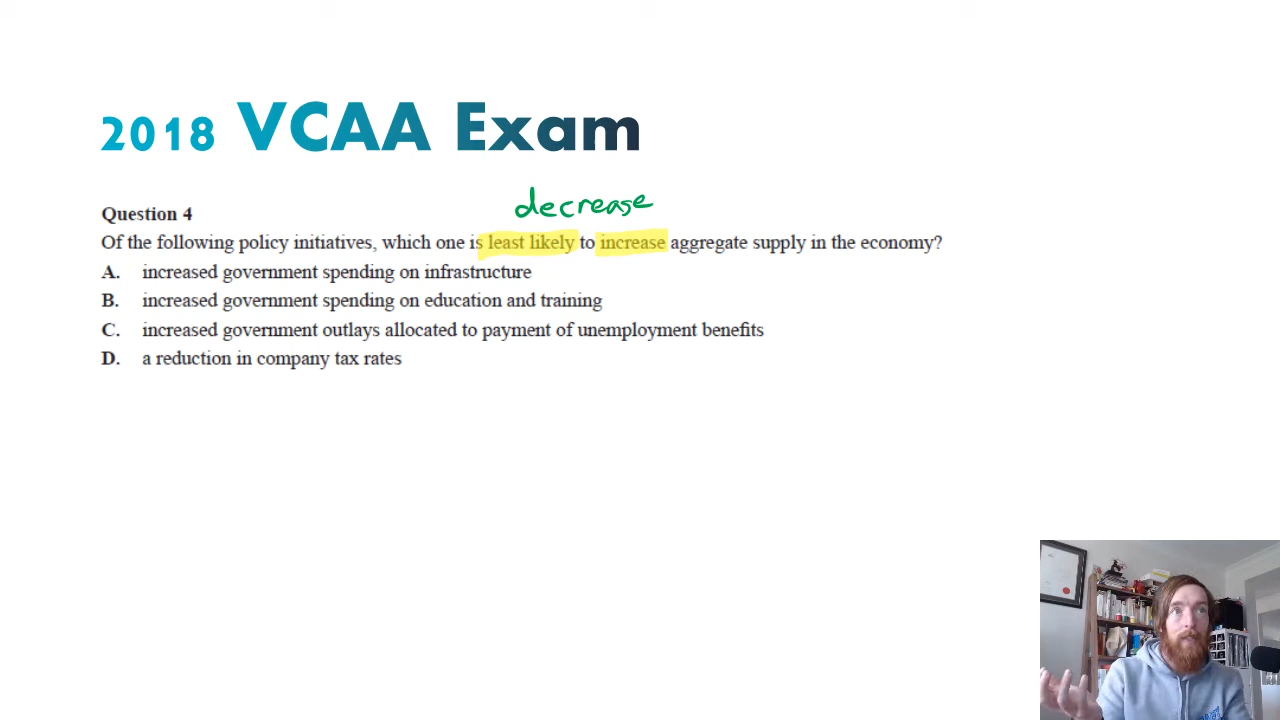 2018 VCAA Exam
decrease
Question 4
Of the following policy initiatives, which one is least likely to increase aggregate supply in the economy?
A. increased government spending on infrastructure
B. increased government spending on education and training
C. increased government outlays allocated to payment of unemployment benefits
D. a reduction in company tax rates